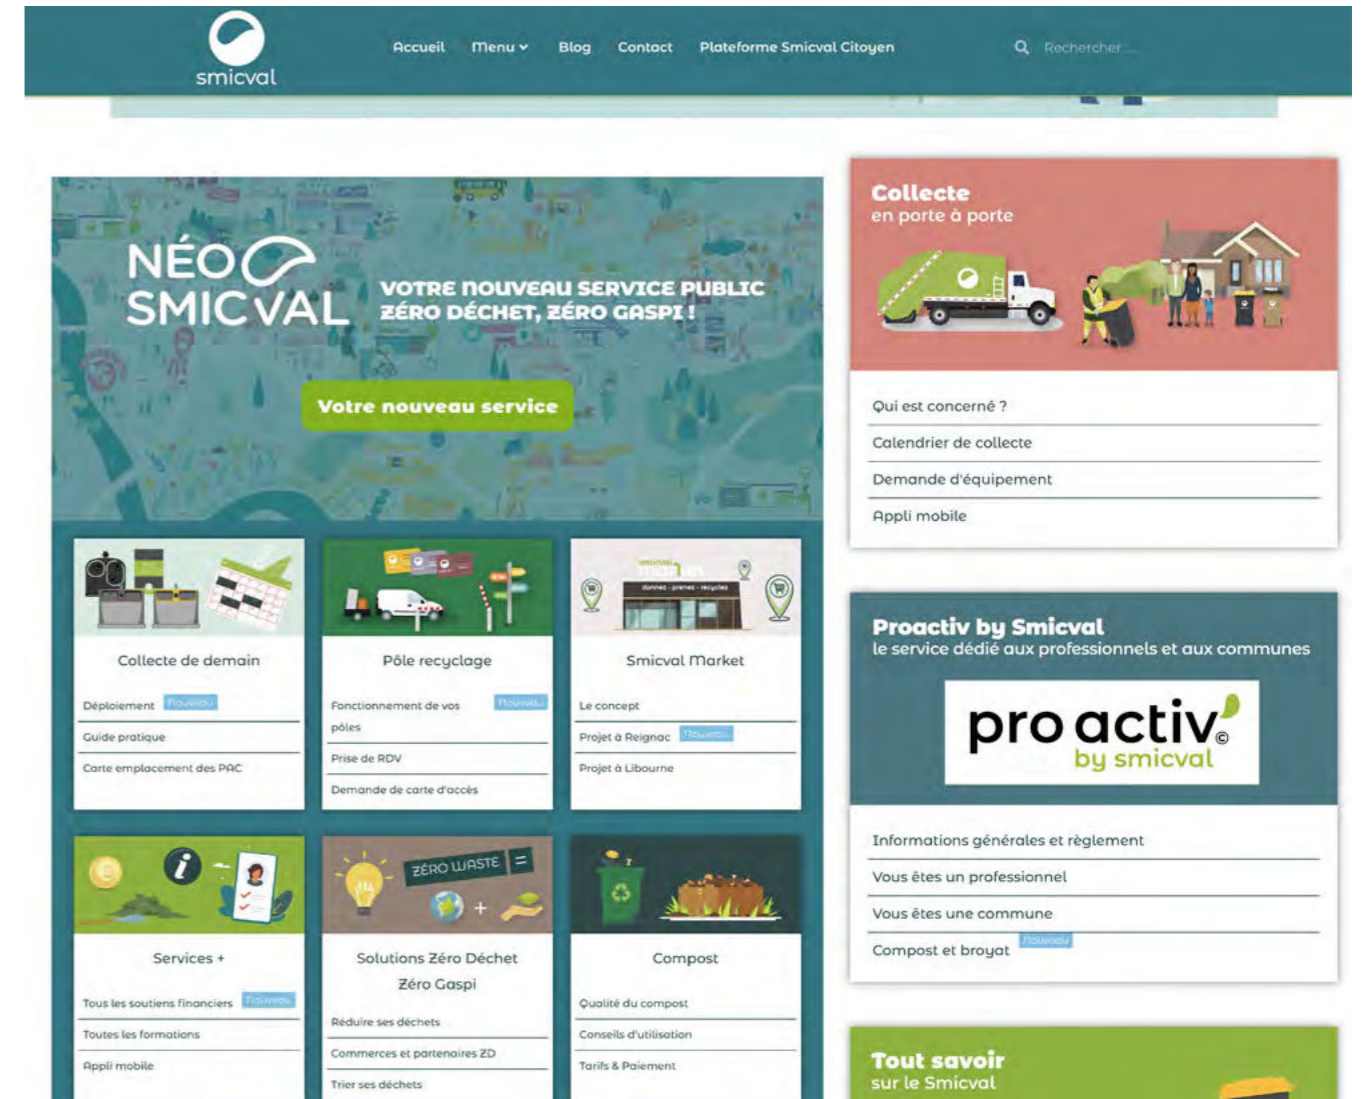 smicval
Accueil
Menu
Blog
Contact
Plateforme Smicval Citoyen
Rechercher ...
NÉO
SMICVAL
VOTRE NOUVEAU SERVICE PUBLIC
ZÉRO DÉCHET, ZÉRO GASPI !
Votre nouveau service
Collecte de demain
Déploiement Nouveau
Guide pratique
Carte emplacement des PAC
Pôle recyclage
Fonctionnement de vos Nouveau
pôles
Prise de RDV
Demande de carte d'accès
smicval
market
donnez - prenez - recyclez
Smicval Market
Le concept
Projet à Reignac Nouveau
Projet à Libourne
Services +
Tous les soutiens financiers Nouveau
Toutes les formations
Appli mobile
ZÉRO WASTE =
+
Solutions Zéro Déchet
Zéro Gaspi
Réduire ses déchets
Commerces et partenaires ZD
Trier ses déchets
Compost
Qualité du compost
Conseils d'utilisation
Tarifs & Paiement
Collecte
en porte à porte
Qui est concerné ?
Calendrier de collecte
Demande d'équipement
Appli mobile
Proactiv by Smicval
le service dédié aux professionnels et aux communes
pro activ ©
by smicval
Informations générales et règlement
Vous êtes un professionnel
Vous êtes une commune
Compost et broyat Nouveau
Tout savoir
sur le Smicval